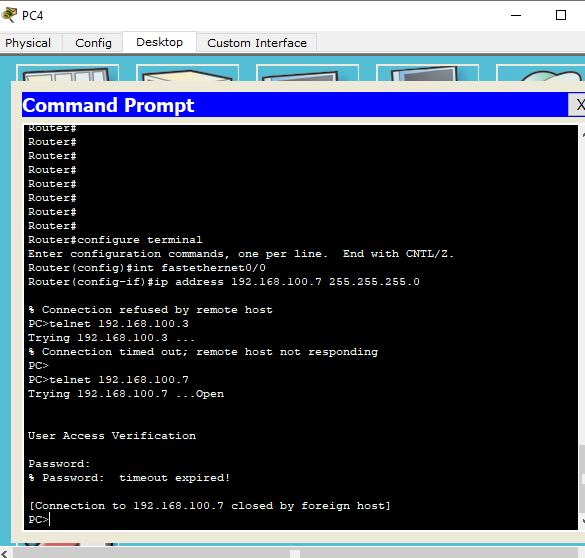 PC4
Physical Config Desktop Custom Interface
Command Prompt
X
Router#
Router#
Router#
Router#
Router#
Router#
Router#
Router#
Router#configure terminal
Enter configuration commands, one per line.  End with CNTL/Z.
Router(config)#int fastethernet0/0
Router(config-if)#ip address 192.168.100.7 255.255.255.0
% Connection refused by remote host
PC>telnet 192.168.100.3
Trying 192.168.100.3 ...
% Connection timed out; remote host not responding
PC>
PC>telnet 192.168.100.7
Trying 192.168.100.7 ...Open
User Access Verification
Password:
% Password:  timeout expired!
[Connection to 192.168.100.7 closed by foreign host]
PC>